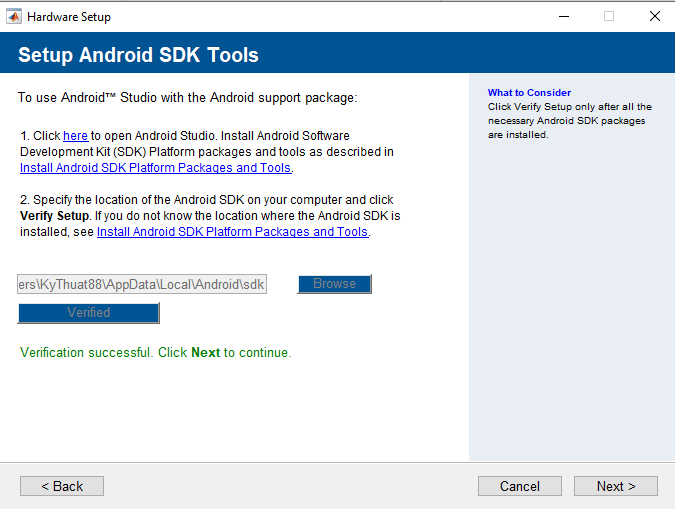 Hardware Setup
Setup Android SDK Tools
To use Android™ Studio with the Android support package:
1. Click here to open Android Studio. Install Android Software
Development Kit (SDK) Platform packages and tools as described in
Install Android SDK Platform Packages and Tools.
2. Specify the location of the Android SDK on your computer and click
Verify Setup. If you do not know the location where the Android SDK is
installed, see Install Android SDK Platform Packages and Tools.
ers\KyThuat88\AppData\Local\Android\sdk
Browse
Verified
Verification successful. Click Next to continue.
What to Consider
Click Verify Setup only after all the
necessary Android SDK packages
are installed.
< Back
Cancel
Next >